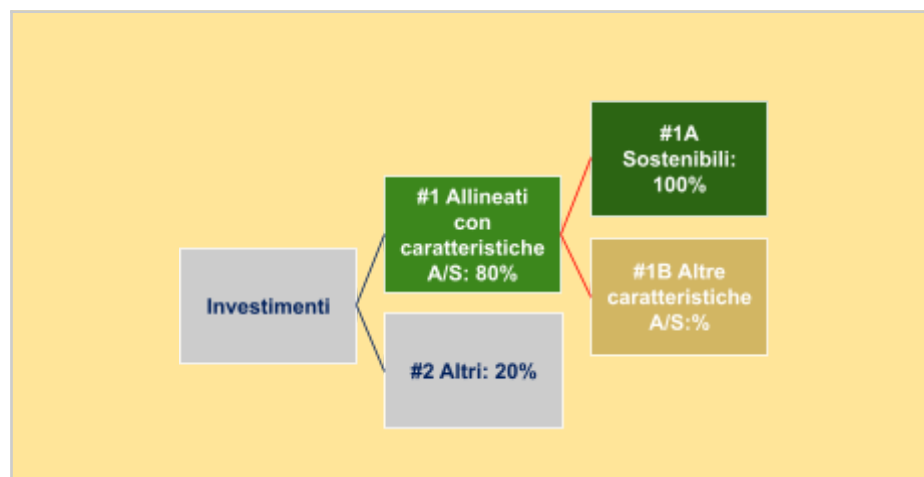 Investimenti
#1 Allineati
con
caratteristiche
A/S: 80%
#2 Altri: 20%
#1A
Sostenibili:
100%
#1B Altre
caratteristiche
A/S:%